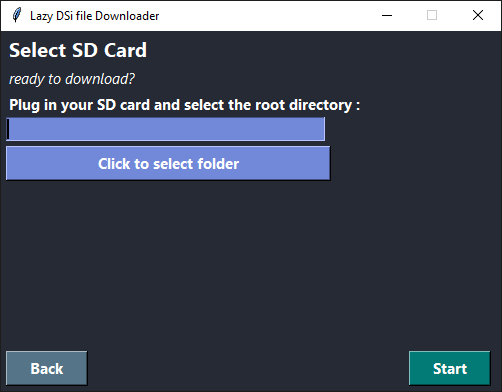 Lazy DSi file Downloader
Select SD Card
ready to download?
Plug in your SD card and select the root directory :
Click to select folder
Back
Start